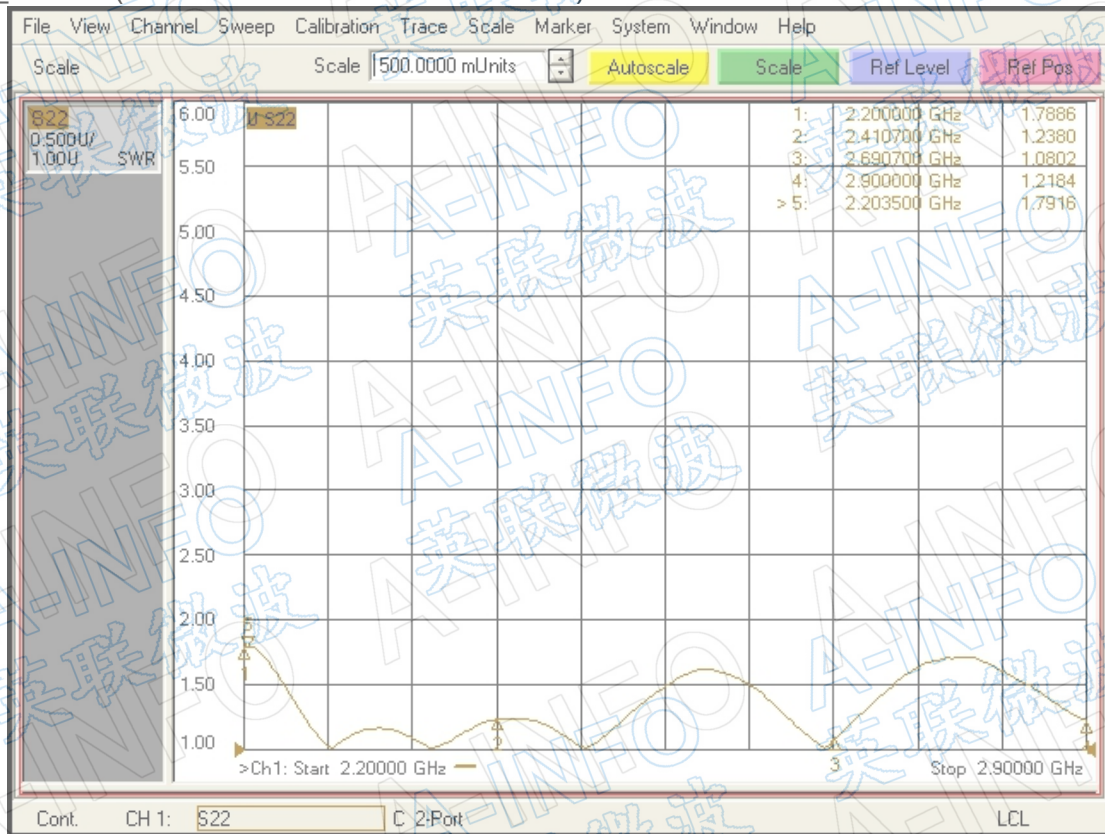 File View Channel Sweep Calibration Trace Scale Marker System Window Help
Scale Scale 500.0000 mUnits Autoscale Scale Ref Level Ref Pos
S22
0.500U/
1.00U SWR
6.00
5.50
5.00
4.50
4.00
3.50
3.00
2.50
2.00
1.50
1.00
S22
1: 2.200000 GHz 1.7886
2: 2.410700 GHz 1.2380
3: 2.690700 GHz 1.0802
4: 2.900000 GHz 1.2184
> 5: 2.203500 GHz 1.7916
1
2
3
>Ch1: Start 2.20000 GHz
Stop 2.90000 GHz
Cont. CH 1: S22 C 2-Port LCL
A-INFO
英联微波